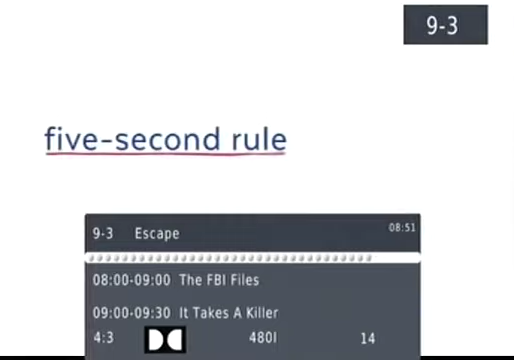 9-3
five-second rule
9-3 Escape 08:51
08:00-09:00 The FBI Files
09:00-09:30 It Takes A Killer
4:3 480I 14